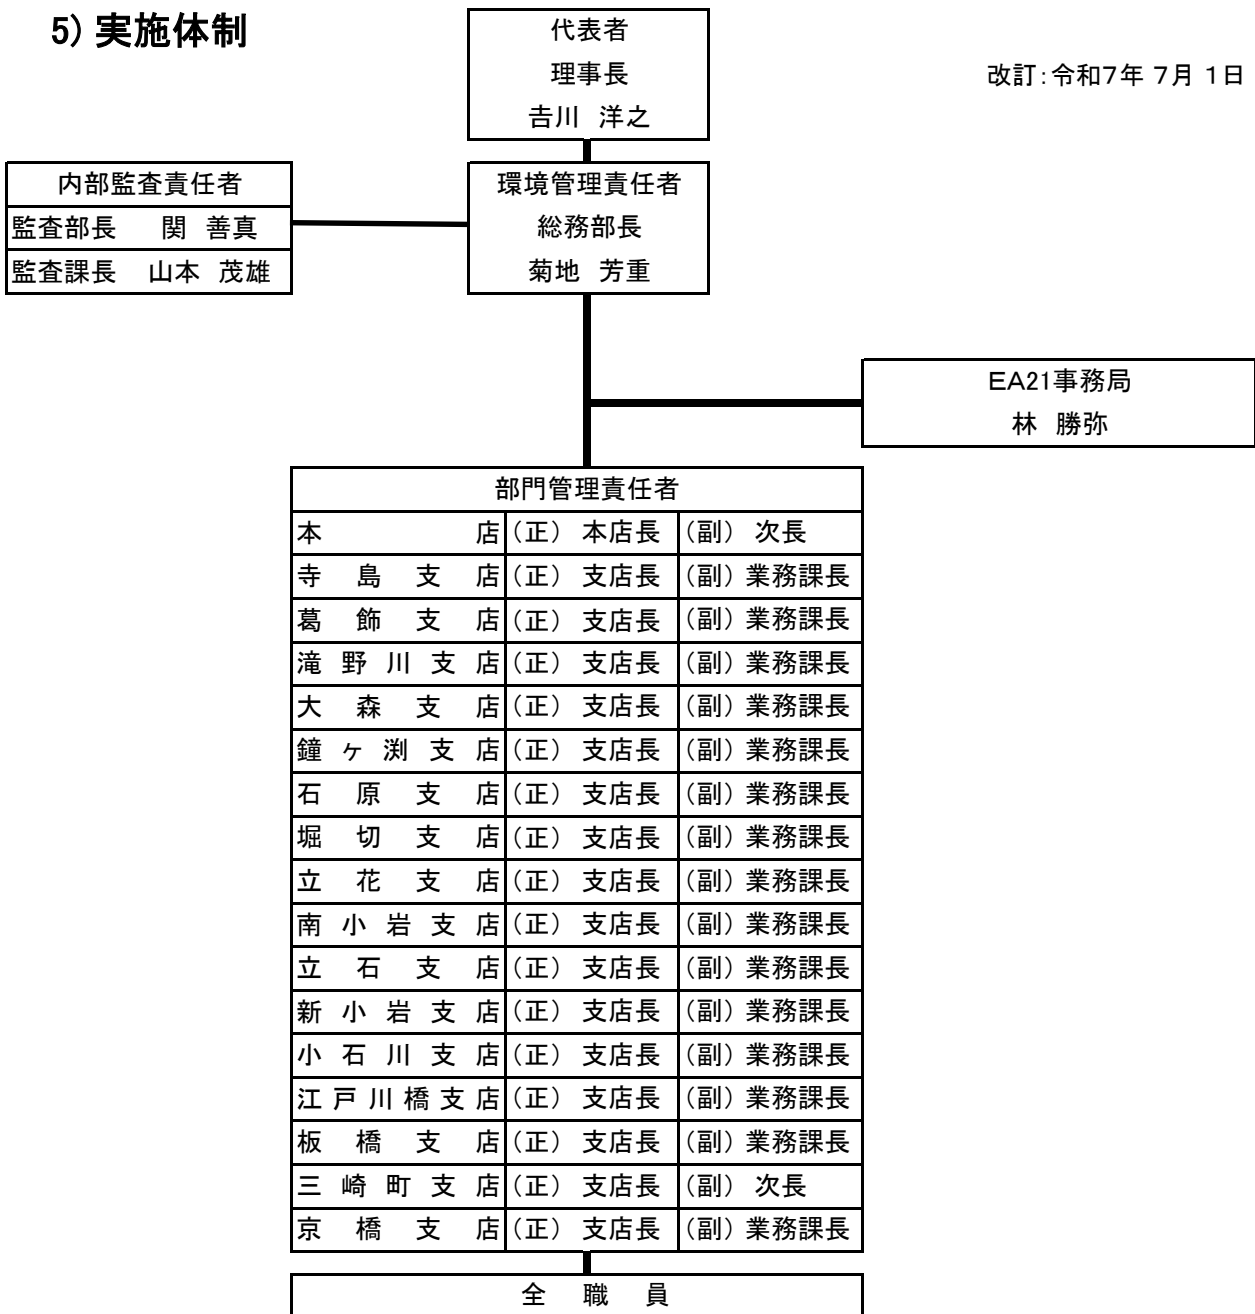 5) 実施体制
改訂：令和7年 7月 1日
代表者
理事長
𠮷川 洋之
内部監査責任者
監査部長 関 善真
監査課長 山本 茂雄
環境管理責任者
総務部長
菊地 芳重
EA21事務局
林 勝弥
部門管理責任者
本店 (正) 本店長 (副) 次長
寺島支店 (正) 支店長 (副) 業務課長
葛飾支店 (正) 支店長 (副) 業務課長
滝野川支店 (正) 支店長 (副) 業務課長
大森支店 (正) 支店長 (副) 業務課長
鐘ヶ渕支店 (正) 支店長 (副) 業務課長
石原支店 (正) 支店長 (副) 業務課長
堀切支店 (正) 支店長 (副) 業務課長
立花支店 (正) 支店長 (副) 業務課長
南小岩支店 (正) 支店長 (副) 業務課長
立石支店 (正) 支店長 (副) 業務課長
新小岩支店 (正) 支店長 (副) 業務課長
小石川支店 (正) 支店長 (副) 業務課長
江戸川橋支店 (正) 支店長 (副) 業務課長
板橋支店 (正) 支店長 (副) 業務課長
三崎町支店 (正) 支店長 (副) 次長
京橋支店 (正) 支店長 (副) 業務課長
全職員